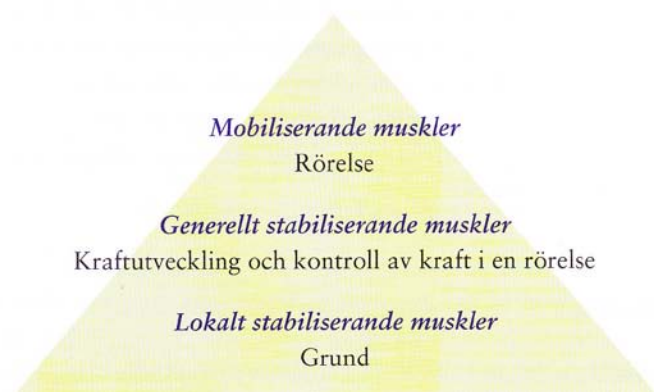 Mobiliserande muskler
Rörelse
Generellt stabiliserande muskler
Kraftutveckling och kontroll av kraft i en rörelse
Lokalt stabiliserande muskler
Grund